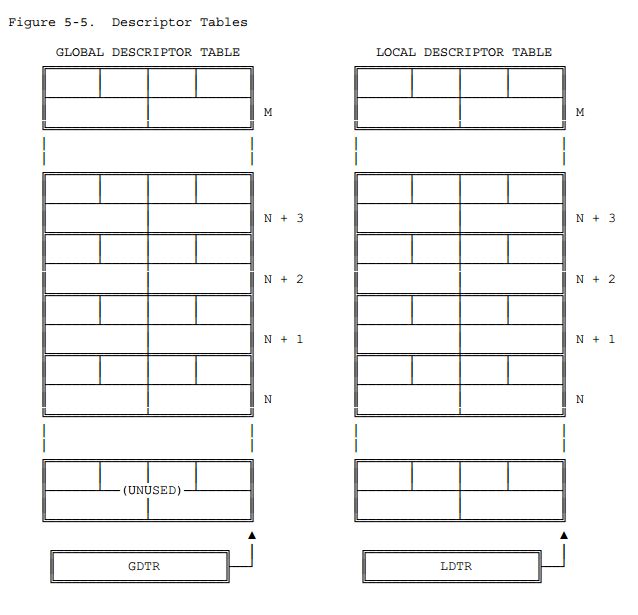 Figure 5-5.  Descriptor Tables
GLOBAL DESCRIPTOR TABLE
LOCAL DESCRIPTOR TABLE
M
M
N + 3
N + 3
N + 2
N + 2
N + 1
N + 1
N
N
(UNUSED)
GDTR
LDTR